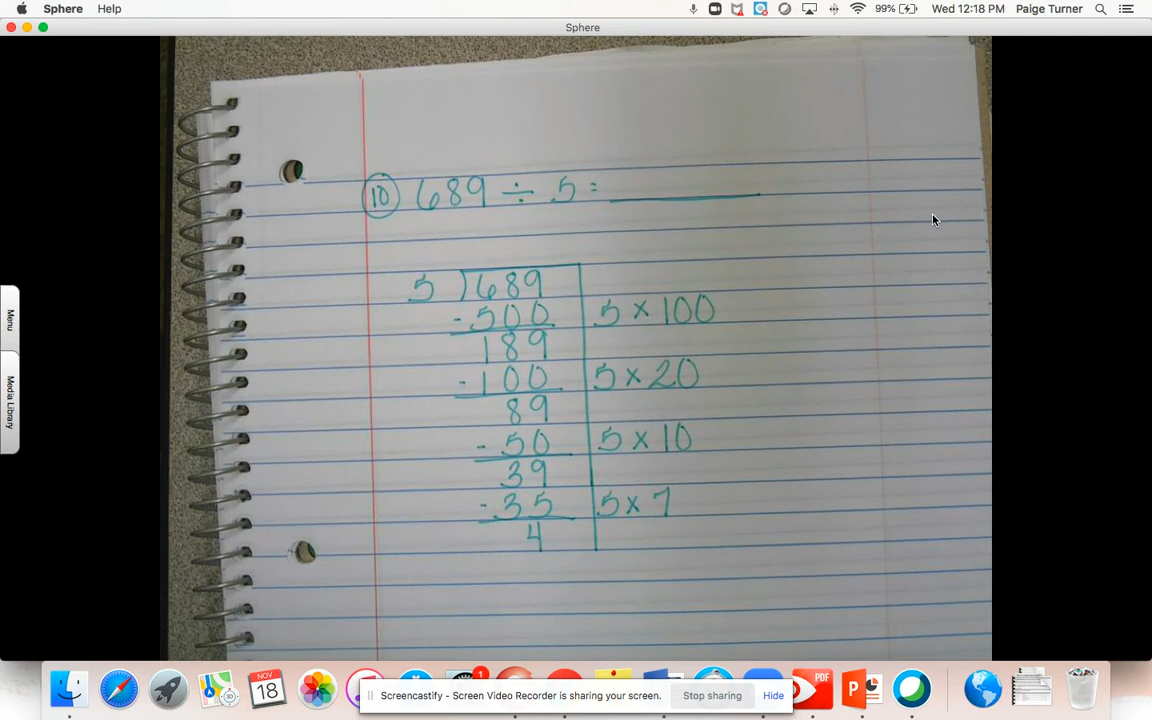 Sphere Help 99% Wed 12:18 PM Paige Turner
Sphere
Menu
Media Library
10 689 ÷ 5 =
5 ) 689
-500 5 × 100
189
-100 5 × 20
89
-50 5 × 10
39
-35 5 × 7
4
NOV
18
1
PDF
Screencastify - Screen Video Recorder is sharing your screen. Stop sharing Hide